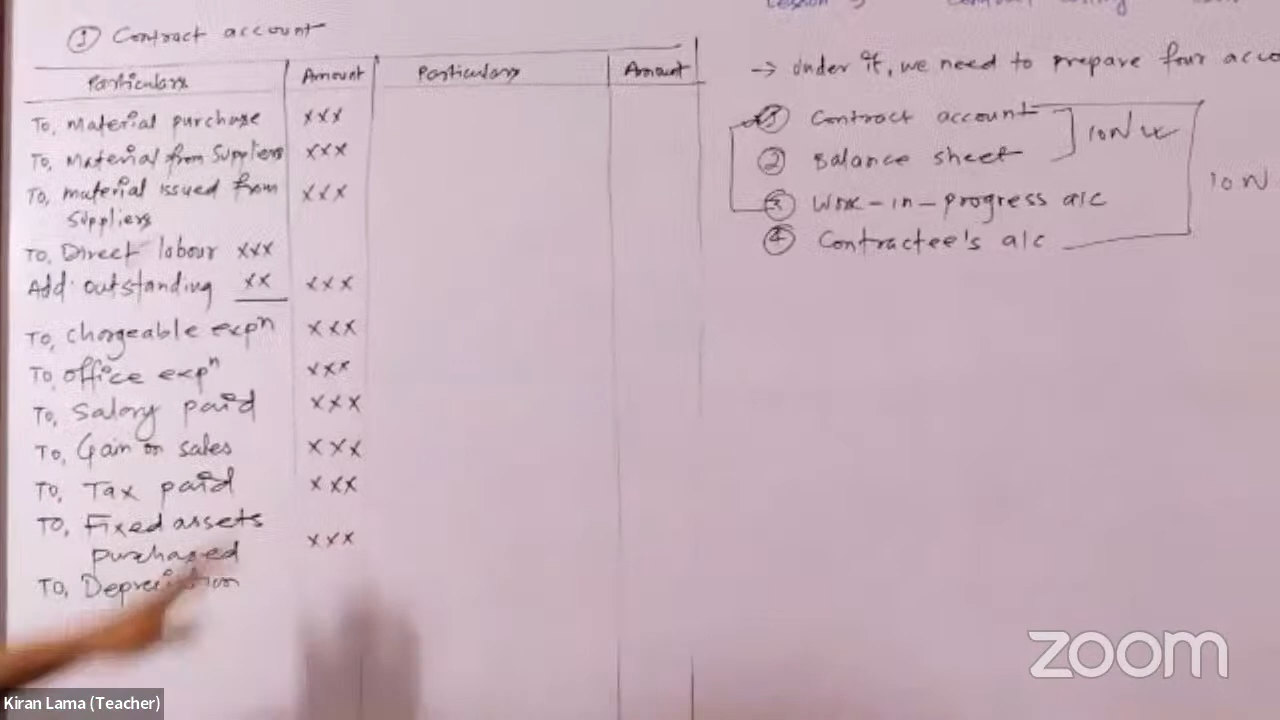 ① Contract account
Particulars Amount Particulars Amount
To, Material purchase xxx
To, Material from Suppliers xxx
To, material issued from xxx
Suppliers
To, Direct labour xxx
Add: outstanding xx xxx
To, chargeable expn xxx
To, office expn xxx
To, Salary paid xxx
To, Gain on sales xxx
To, Tax paid xxx
To, Fixed assets
purchased xxx
To, Depreciation
Lesson
→ Under it, we need to prepare four acco
① Contract account
② Balance sheet
③ Work-in-progress a/c
④ Contractee's a/c
10N
zoom
Kiran Lama (Teacher)